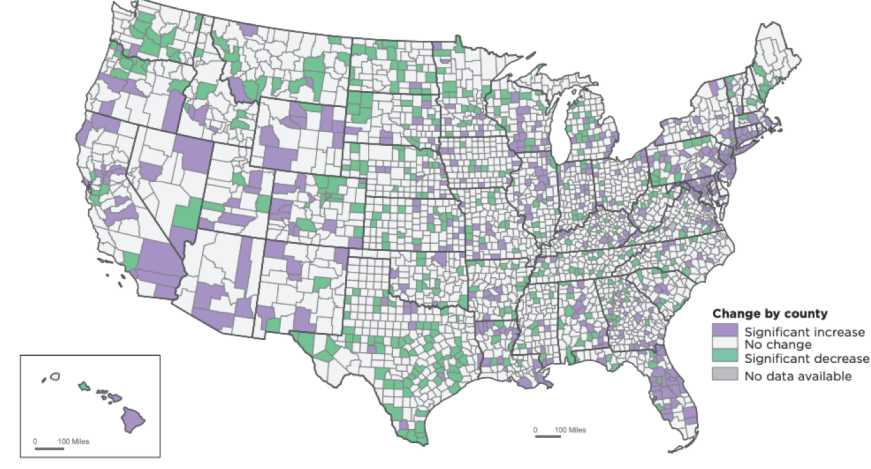 Change by county
Significant increase
No change
Significant decrease
No data available
0 100 Miles
0 100 Miles